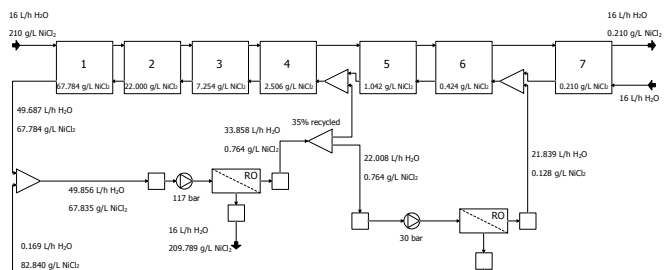 16 L/h H₂O
210 g/L NiCl₂
16 L/h H₂O
0.210 g/L NiCl₂
1
2
3
4
5
6
7
67.784 g/L NiCl₂
22.000 g/L NiCl₂
7.254 g/L NiCl₂
2.506 g/L NiCl₂
1.042 g/L NiCl₂
0.424 g/L NiCl₂
0.210 g/L NiCl₂
16 L/h H₂O
49.687 L/h H₂O
67.784 g/L NiCl₂
33.858 L/h H₂O
0.764 g/L NiCl₂
35% recycled
22.008 L/h H₂O
0.764 g/L NiCl₂
21.839 L/h H₂O
0.128 g/L NiCl₂
49.856 L/h H₂O
67.835 g/L NiCl₂
117 bar
RO
16 L/h H₂O
209.789 g/L NiCl₂
30 bar
RO
0.169 L/h H₂O
82.840 g/L NiCl₂